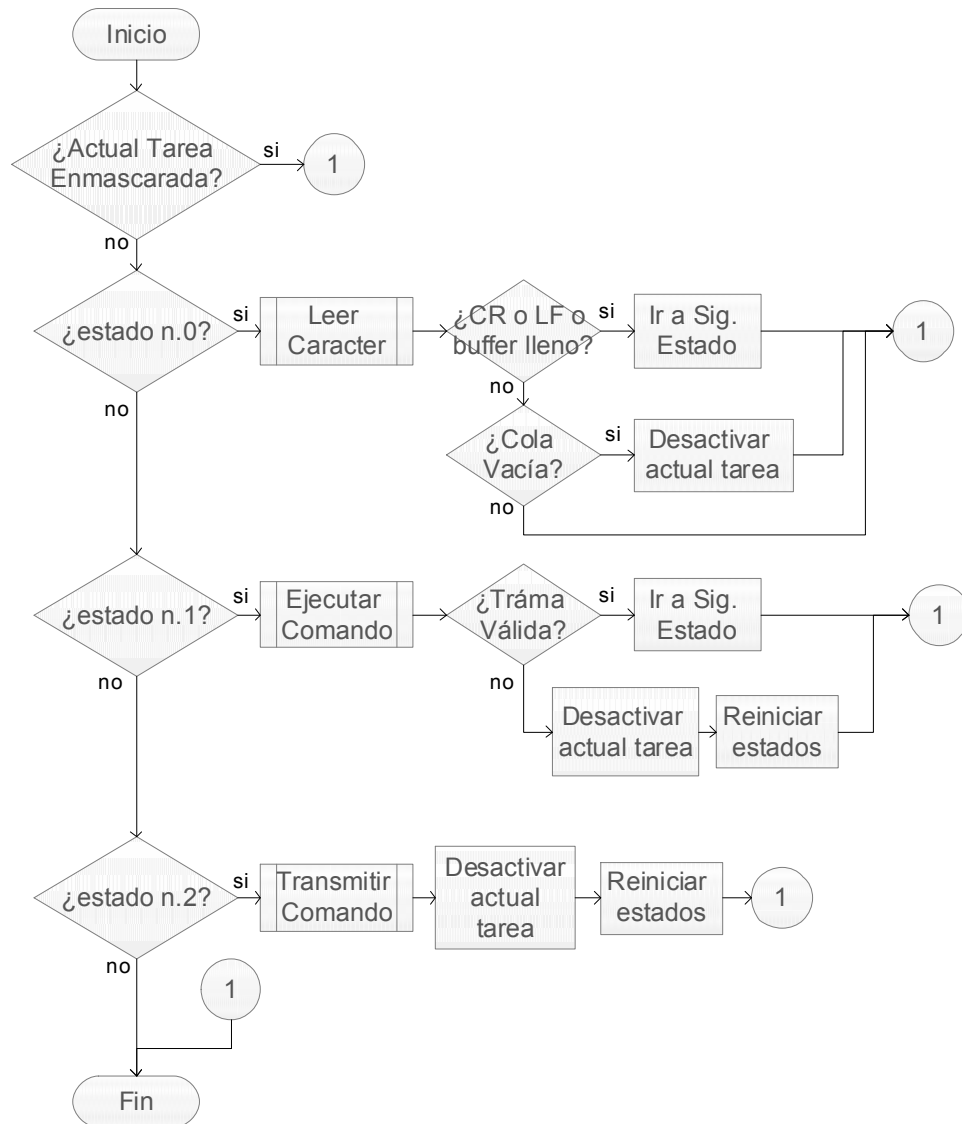 Inicio
¿Actual Tarea
Enmascarada?
si
1
no
¿estado n.0?
si
Leer
Caracter
¿CR o LF o
buffer lleno?
si
Ir a Sig.
Estado
1
no
no
¿Cola
Vacía?
si
Desactivar
actual tarea
no
¿estado n.1?
si
Ejecutar
Comando
¿Tráma
Válida?
si
Ir a Sig.
Estado
1
no
no
Desactivar
actual tarea
Reiniciar
estados
¿estado n.2?
si
Transmitir
Comando
Desactivar
actual
tarea
Reiniciar
estados
1
no
1
Fin